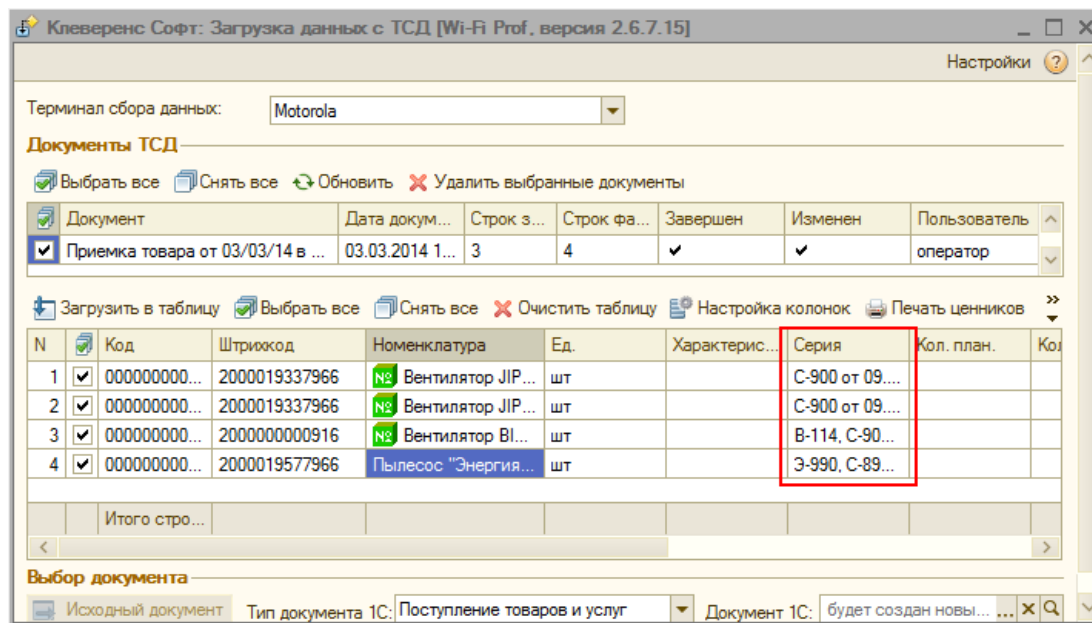 Клеверенс Софт: Загрузка данных с ТСД [Wi-Fi Prof, версия 2.6.7.15]
Настройки ?
Терминал сбора данных: Motorola
Документы ТСД
Выбрать все Снять все Обновить Удалить выбранные документы
Документ Дата докум... Строк з... Строк фа... Завершен Изменен Пользователь
Приемка товара от 03/03/14 в ... 03.03.2014 1... 3 4 оператор
Загрузить в таблицу Выбрать все Снять все Очистить таблицу Настройка колонок Печать ценников
N Код Штрихкод Номенклатура Ед. Характерис... Серия Кол. план. Кол
1 000000000... 2000019337966 № Вентилятор JIP... шт С-900 от 09....
2 000000000... 2000019337966 № Вентилятор JIP... шт С-900 от 09....
3 000000000... 2000000000916 № Вентилятор BI... шт В-114, С-90...
4 000000000... 2000019577966 Пылесос "Энергия... шт Э-990, С-89...
Итого стро...
Выбор документа
Исходный документ Тип документа 1С: Поступление товаров и услуг Документ 1С: будет создан новы... ...